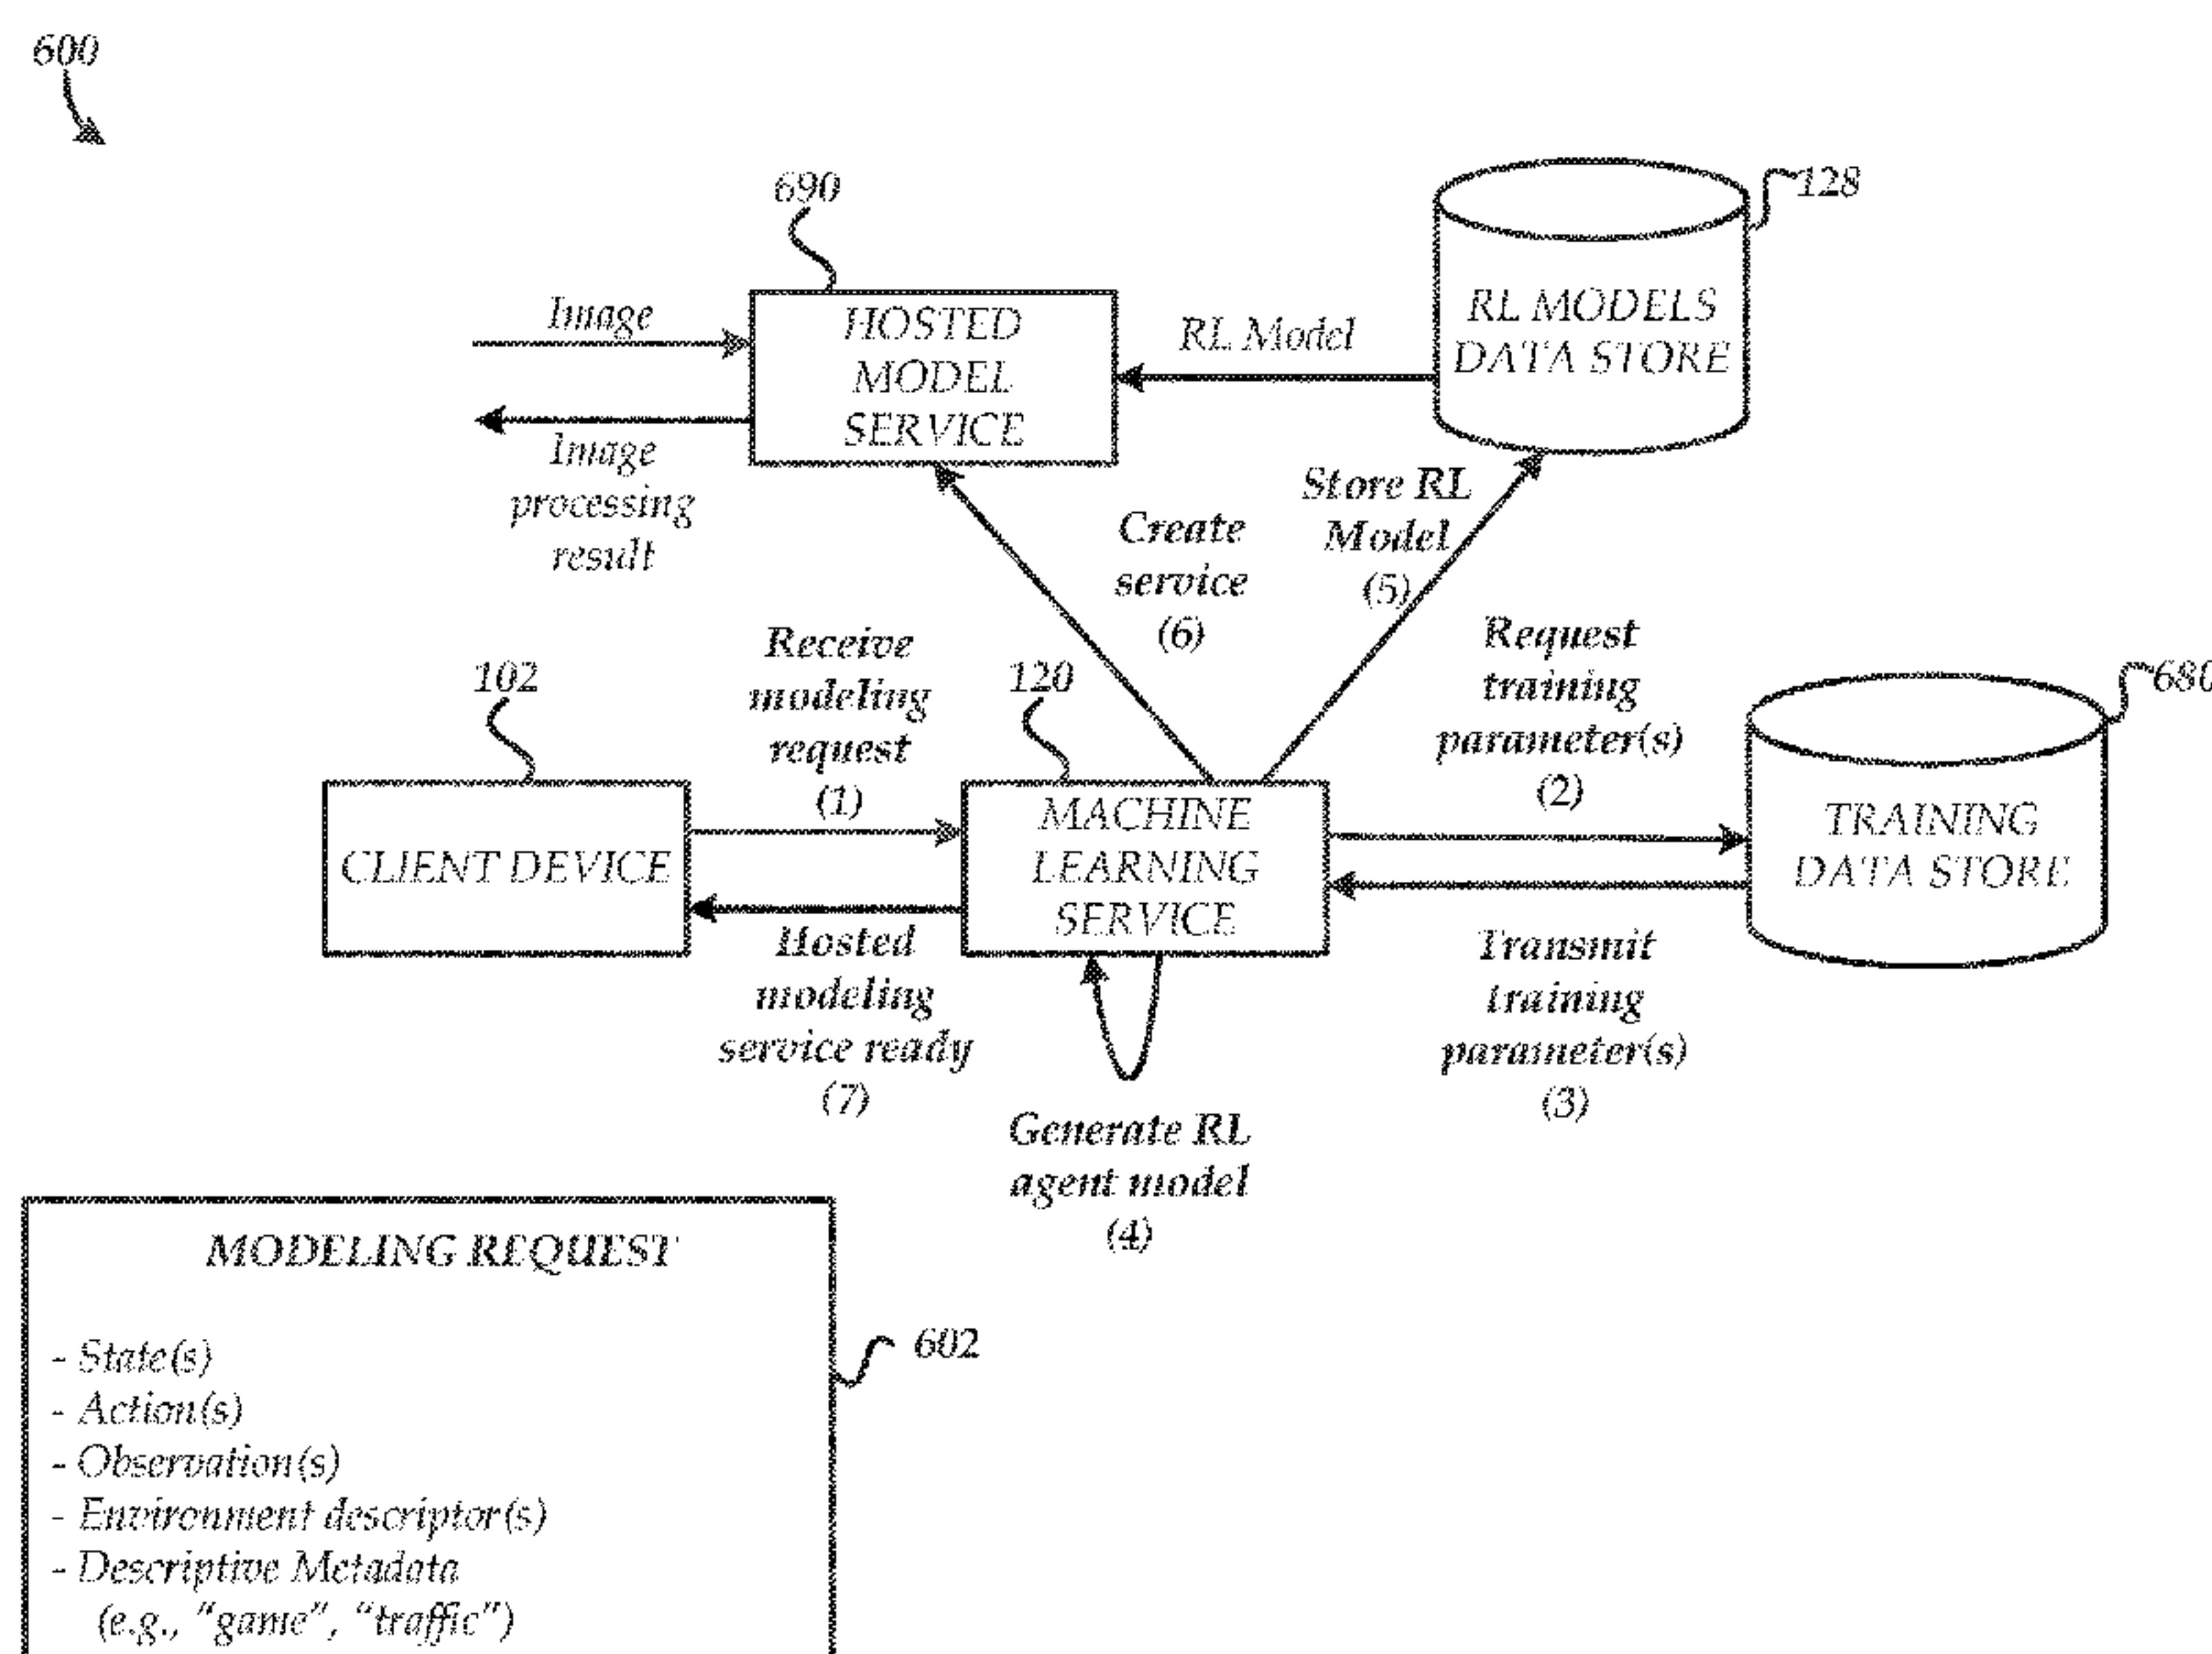 600
690
128
Image
HOSTED
MODEL
SERVICE
RL Model
RL MODELS
DATA STORE
Image
processing
result
Create
service
(6)
Store RL
Model
(5)
102
Receive
modeling
request
(1)
120
Request
training
parameter(s)
(2)
680
CLIENT DEVICE
MACHINE
LEARNING
SERVICE
TRAINING
DATA STORE
Hosted
modeling
service ready
(7)
Transmit
training
parameter(s)
(3)
Generate RL
agent model
(4)
MODELING REQUEST
602
- State(s)
- Action(s)
- Observation(s)
- Environment descriptor(s)
- Descriptive Metadata
(e.g., "game", "traffic")